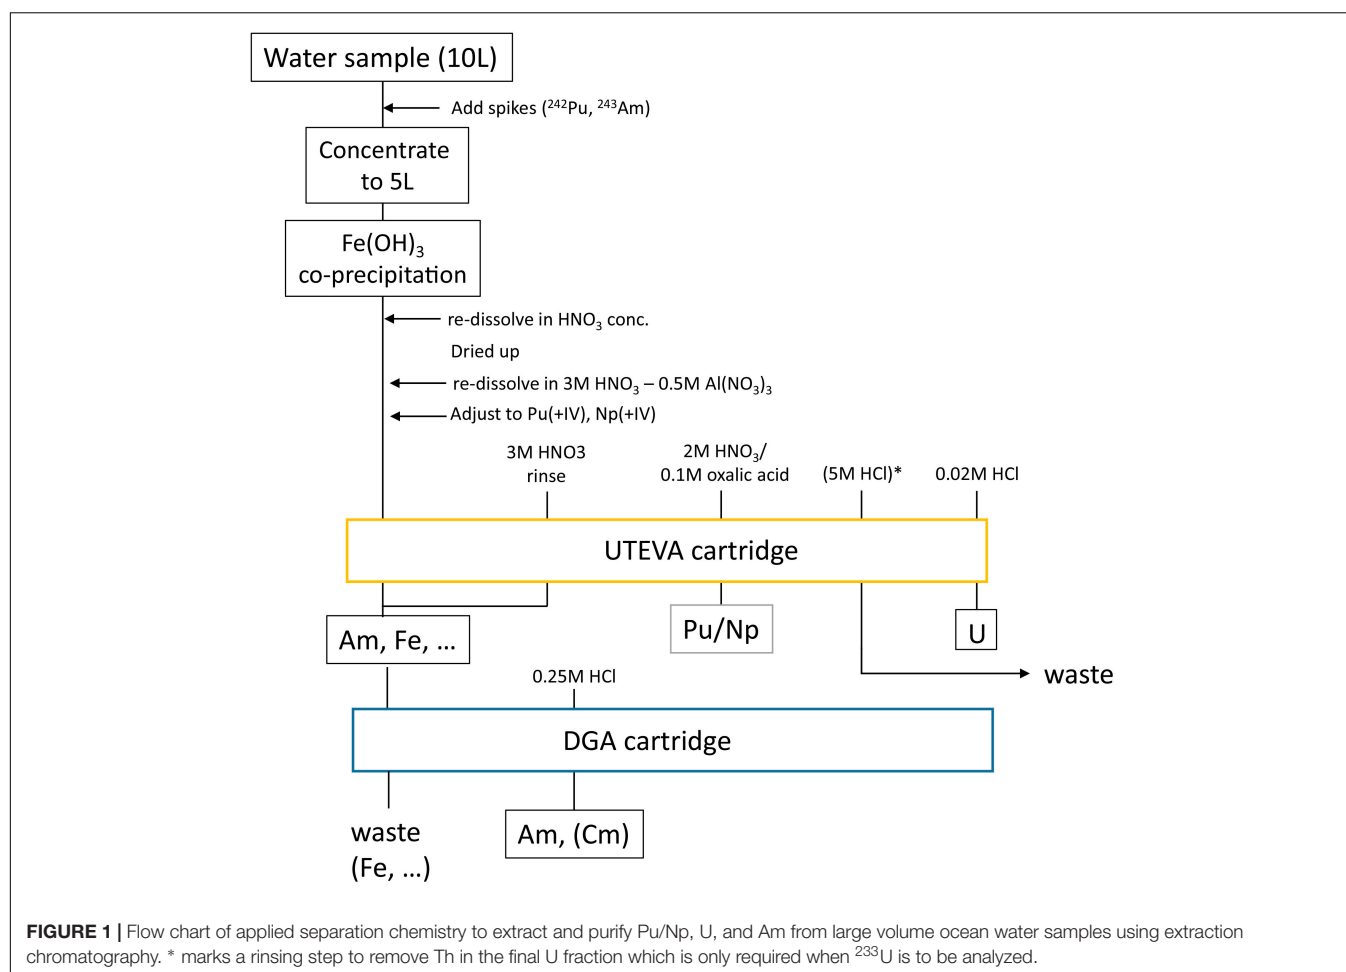 Water sample (10L)
Add spikes (²⁴²Pu, ²⁴³Am)
Concentrate
to 5L
Fe(OH)₃
co-precipitation
re-dissolve in HNO₃ conc.
Dried up
re-dissolve in 3M HNO₃ – 0.5M Al(NO₃)₃
Adjust to Pu(+IV), Np(+IV)
3M HNO3
rinse
2M HNO₃/
0.1M oxalic acid
(5M HCl)*
0.02M HCl
UTEVA cartridge
Am, Fe, ...
Pu/Np
U
waste
0.25M HCl
DGA cartridge
waste
(Fe, ...)
Am, (Cm)
FIGURE 1 | Flow chart of applied separation chemistry to extract and purify Pu/Np, U, and Am from large volume ocean water samples using extraction
chromatography. * marks a rinsing step to remove Th in the final U fraction which is only required when ²³³U is to be analyzed.